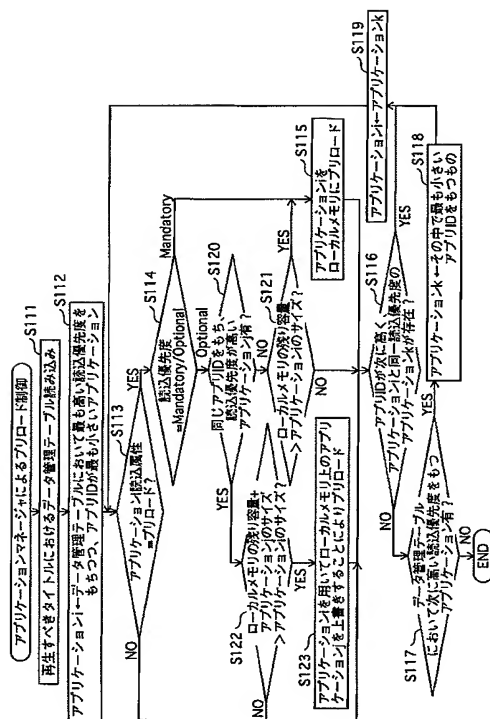 アプリケーションマネージャによるプリロード制御
S111
再生すべきタイトルにおけるデータ管理テーブル読み込み
S112
アプリケーションi←データ管理テーブルにおいて最も高い読込優先度を
もちつつ、アプリIDが最も小さいアプリケーション
S113
アプリケーションi読込属性
=プリロード?
NO
YES
S114
読込優先度
=Mandatory/Optional
Mandatory
Optional
S120
同じアプリIDをもち、
読込優先度が高い
アプリケーション有?
YES
NO
S121
ローカルメモリの残り容量
>アプリケーションiのサイズ?
YES
NO
S115
アプリケーションiを
ローカルメモリにプリロード
S122
ローカルメモリの残り容量+
アプリケーションjのサイズ
>アプリケーションiのサイズ?
NO
YES
S123
アプリケーションiを用いてローカルメモリ上のアプリ
ケーションjを上書きすることによりプリロード
S116
アプリIDが次に高く
アプリケーションiと同一読込優先度の
アプリケーションkが存在?
YES
NO
S119
アプリケーションi←アプリケーションk
S117
データ管理テーブル
において次に高い読込優先度をもつ
アプリケーション有?
YES
NO
S118
アプリケーションk←その中で最も小さい
アプリIDをもつもの
END